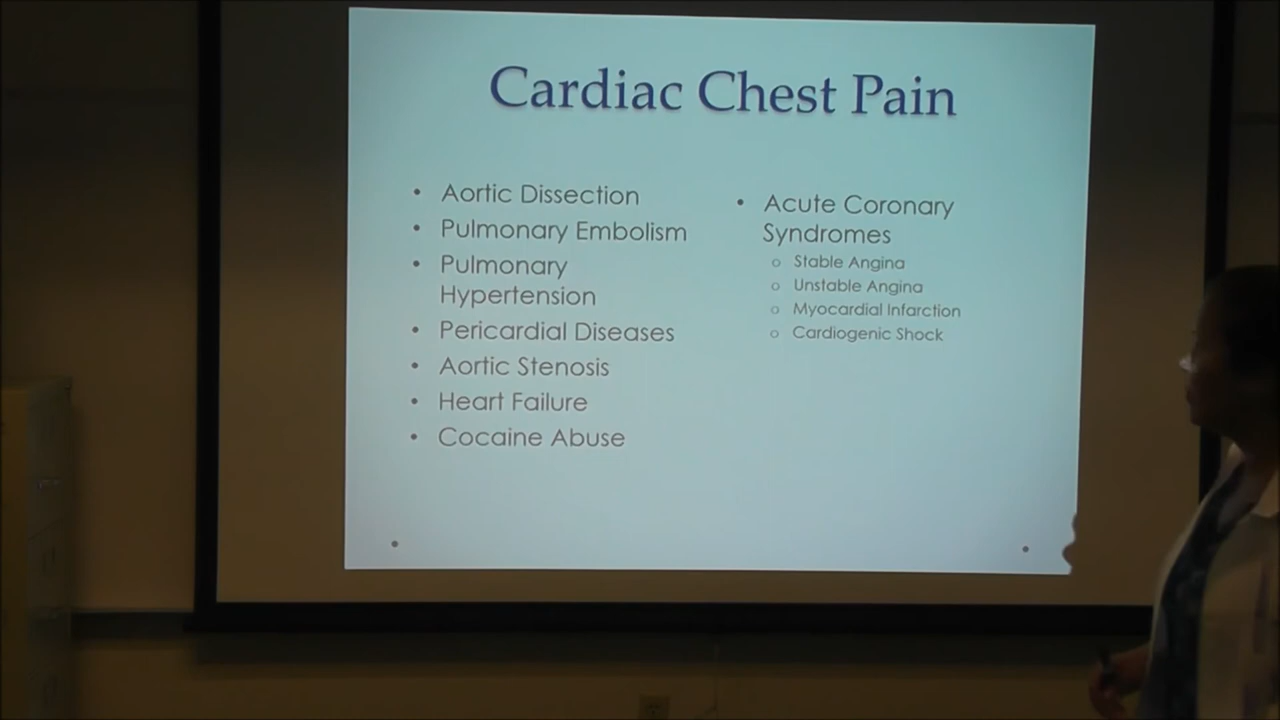 Cardiac Chest Pain
• Aortic Dissection
• Pulmonary Embolism
• Pulmonary
Hypertension
• Pericardial Diseases
• Aortic Stenosis
• Heart Failure
• Cocaine Abuse
• Acute Coronary
Syndromes
o Stable Angina
o Unstable Angina
o Myocardial Infarction
o Cardiogenic Shock